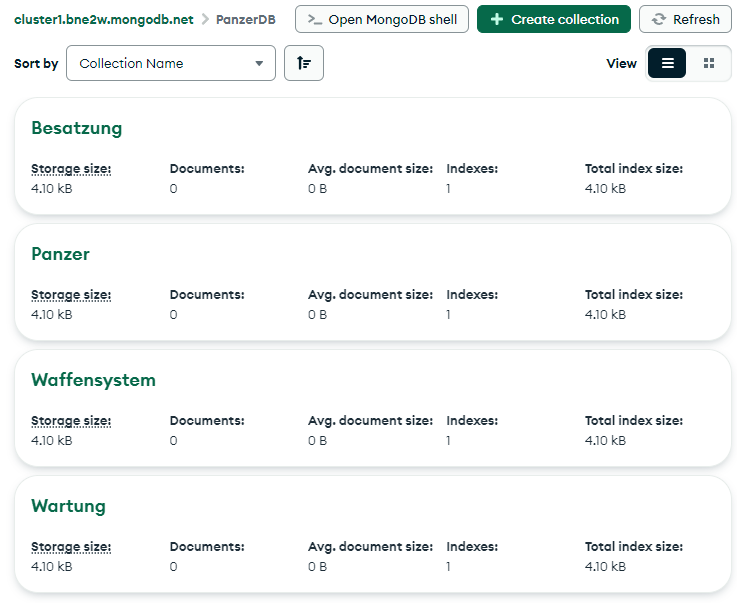 cluster1.bne2w.mongodb.net > PanzerDB >_ Open MongoDB shell + Create collection Refresh
Sort by Collection Name View
Besatzung
Storage size: Documents: Avg. document size: Indexes: Total index size:
4.10 kB 0 0 B 1 4.10 kB
Panzer
Storage size: Documents: Avg. document size: Indexes: Total index size:
4.10 kB 0 0 B 1 4.10 kB
Waffensystem
Storage size: Documents: Avg. document size: Indexes: Total index size:
4.10 kB 0 0 B 1 4.10 kB
Wartung
Storage size: Documents: Avg. document size: Indexes: Total index size:
4.10 kB 0 0 B 1 4.10 kB